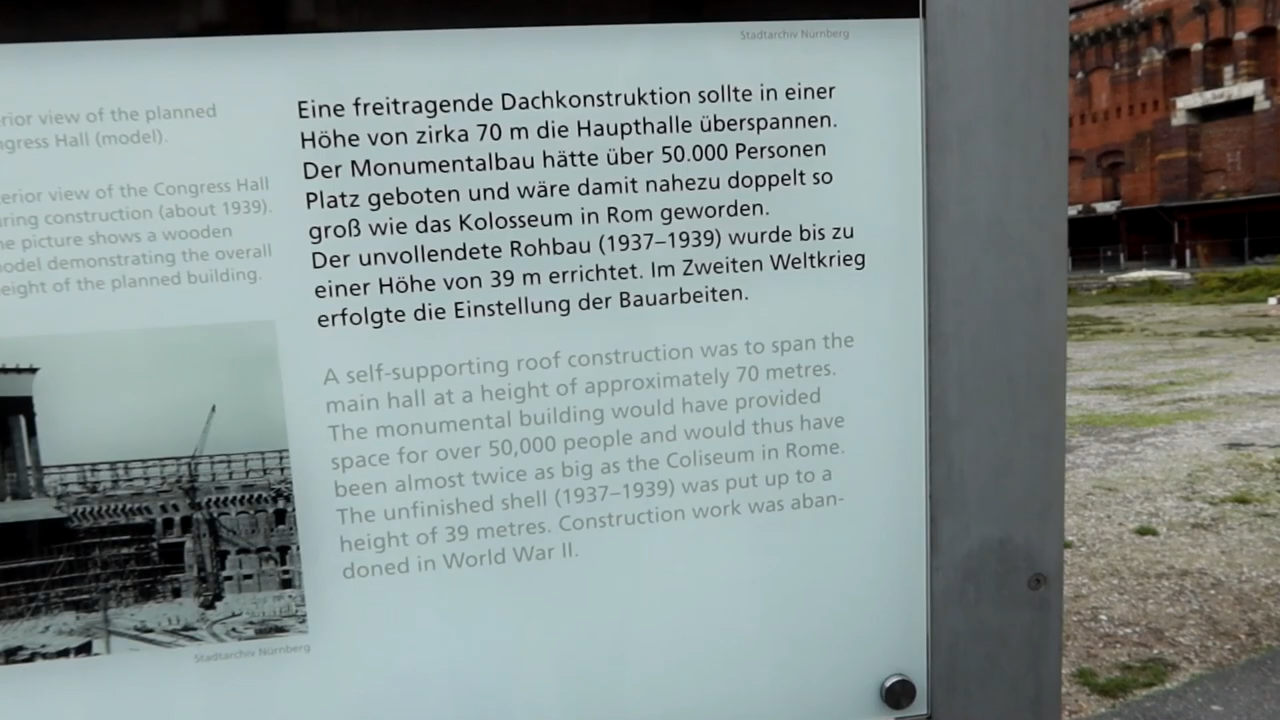 Stadtarchiv Nürnberg
rior view of the planned
ngress Hall (model).
terior view of the Congress Hall
uring construction (about 1939).
he picture shows a wooden
model demonstrating the overall
eight of the planned building.
Stadtarchiv Nürnberg
Eine freitragende Dachkonstruktion sollte in einer
Höhe von zirka 70 m die Haupthalle überspannen.
Der Monumentalbau hätte über 50.000 Personen
Platz geboten und wäre damit nahezu doppelt so
groß wie das Kolosseum in Rom geworden.
Der unvollendete Rohbau (1937–1939) wurde bis zu
einer Höhe von 39 m errichtet. Im Zweiten Weltkrieg
erfolgte die Einstellung der Bauarbeiten.
A self-supporting roof construction was to span the
main hall at a height of approximately 70 metres.
The monumental building would have provided
space for over 50,000 people and would thus have
been almost twice as big as the Coliseum in Rome.
The unfinished shell (1937–1939) was put up to a
height of 39 metres. Construction work was aban-
doned in World War II.